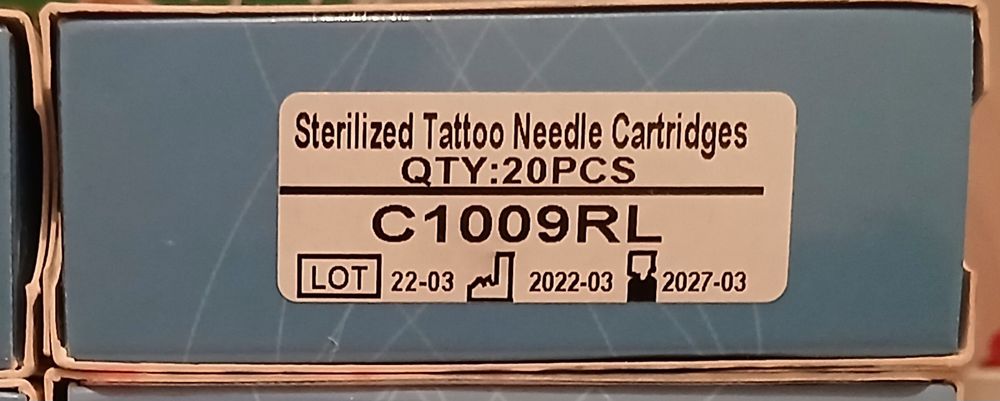 Sterilized Tattoo Needle Cartridges
QTY:20PCS
C1009RL
LOT 22-03 2022-03 2027-03